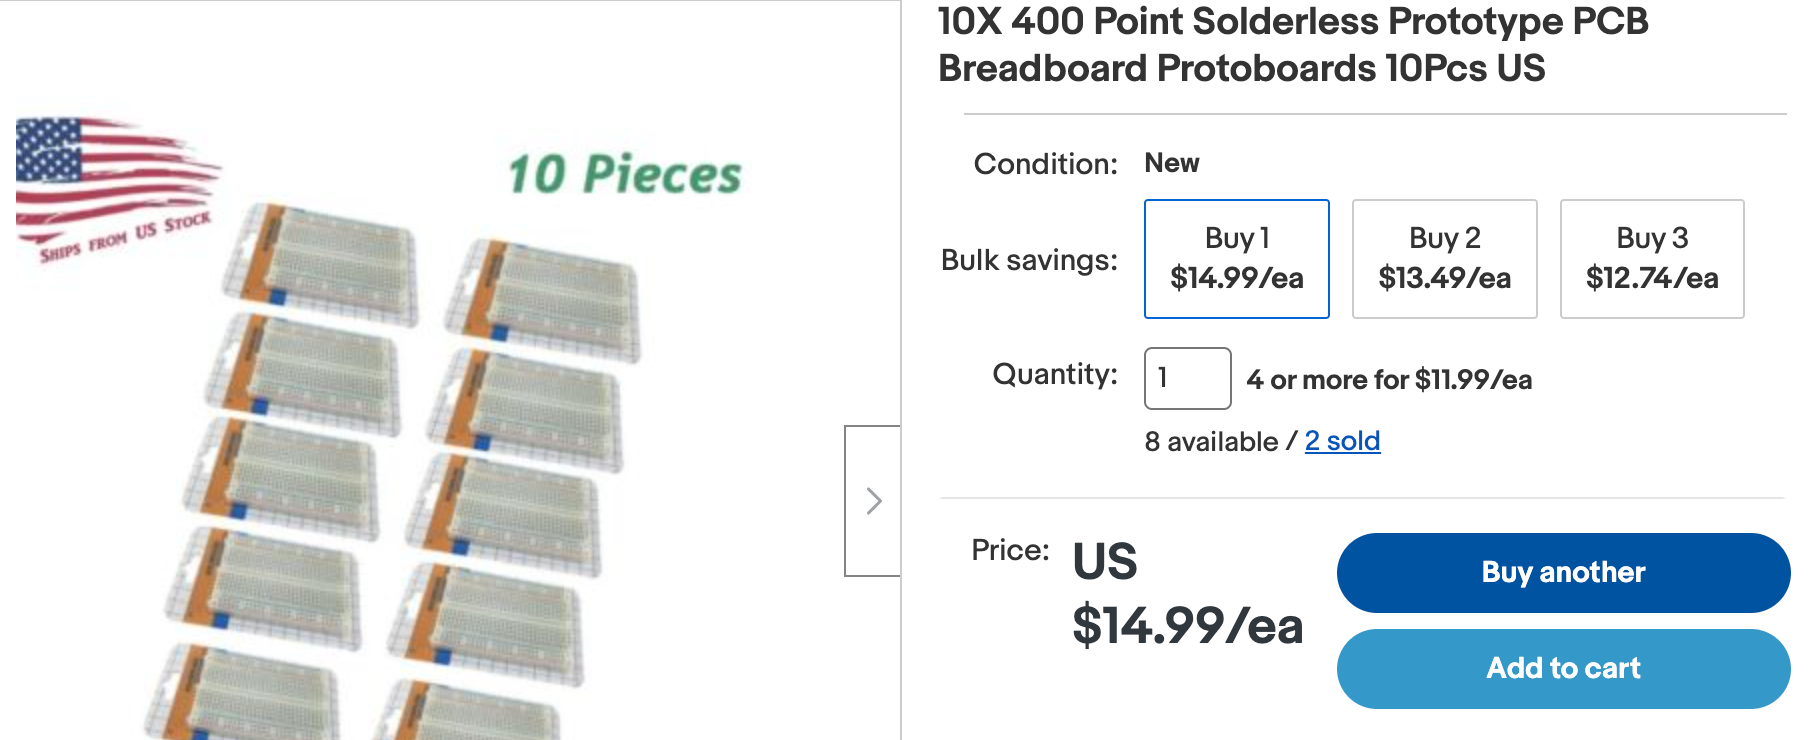 10X 400 Point Solderless Prototype PCB
Breadboard Protoboards 10Pcs US
SHIPS FROM US STOCK
10 Pieces
Condition: New
Bulk savings:
Buy 1
$14.99/ea
Buy 2
$13.49/ea
Buy 3
$12.74/ea
Quantity: 1 4 or more for $11.99/ea
8 available / 2 sold
Price: US
$14.99/ea
Buy another
Add to cart